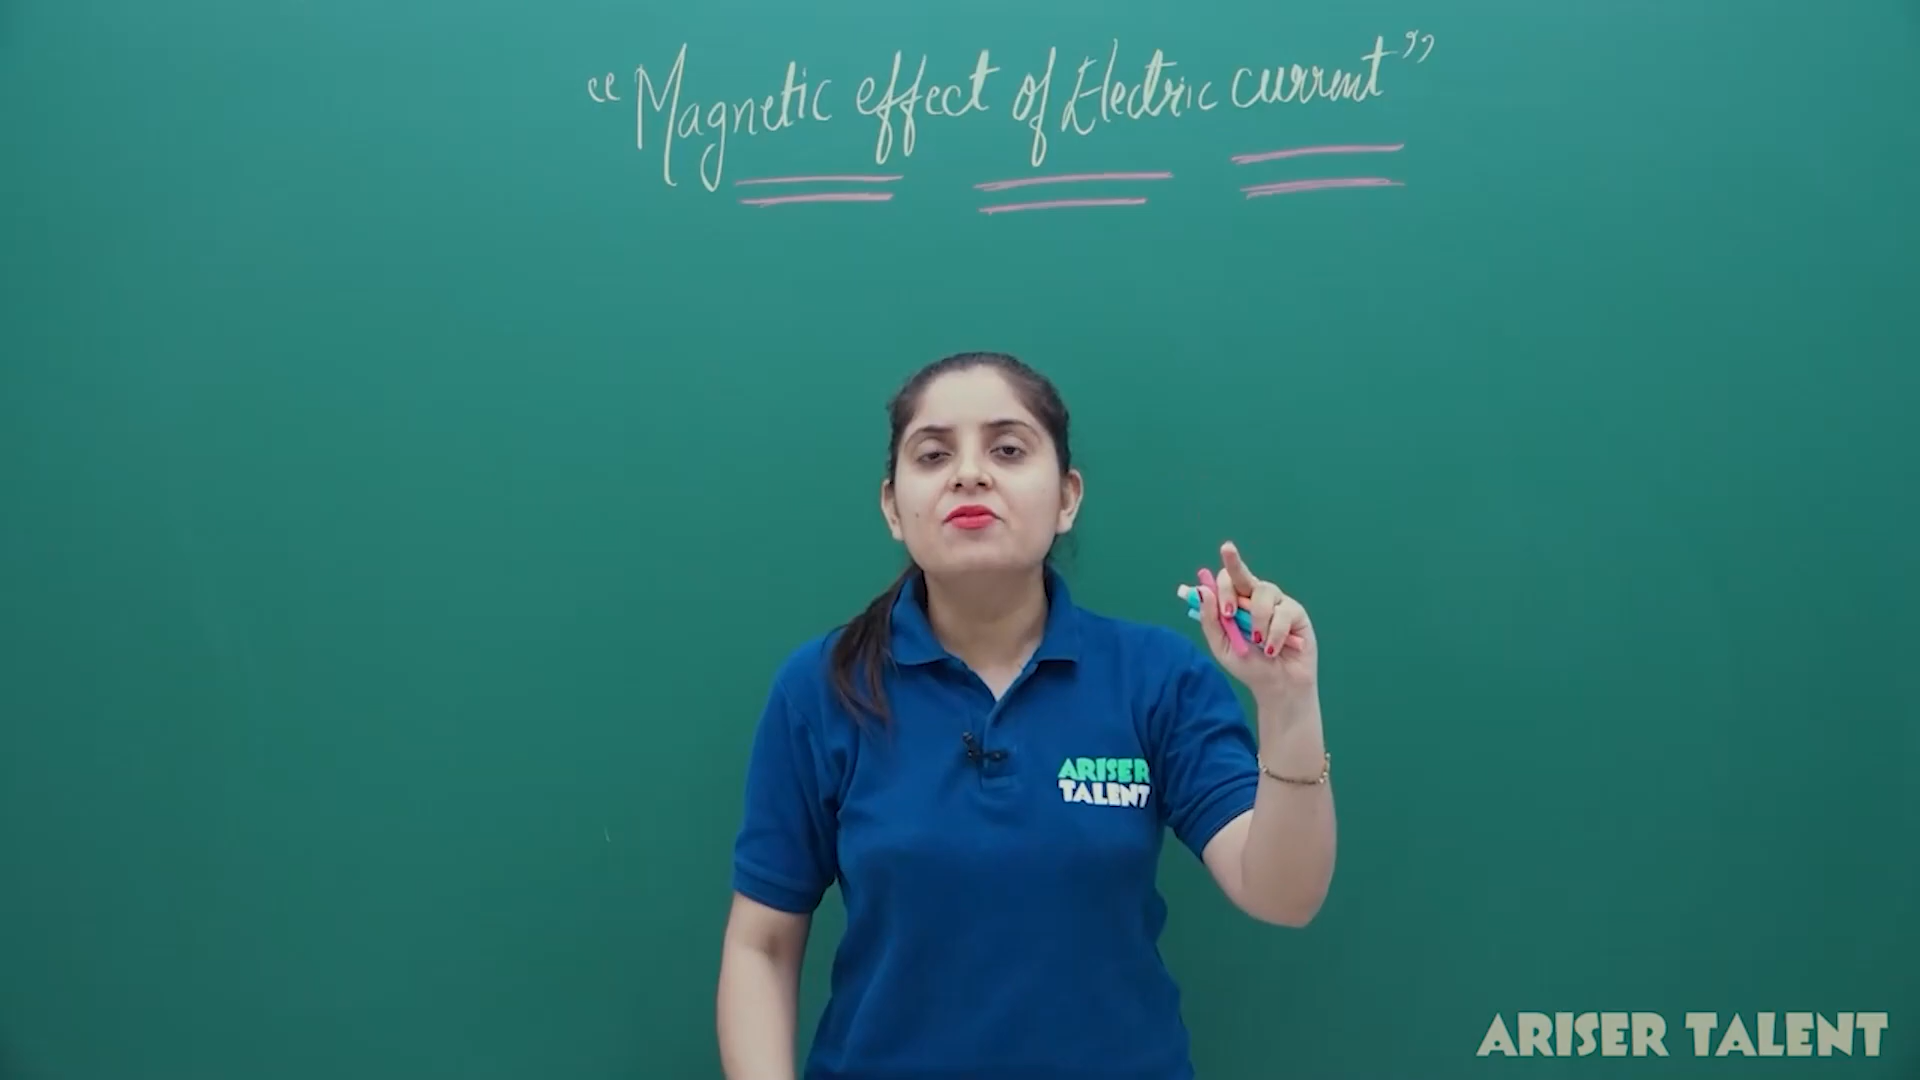 “Magnetic effect of Electric current”
ARISER
TALENT
ARISER TALENT